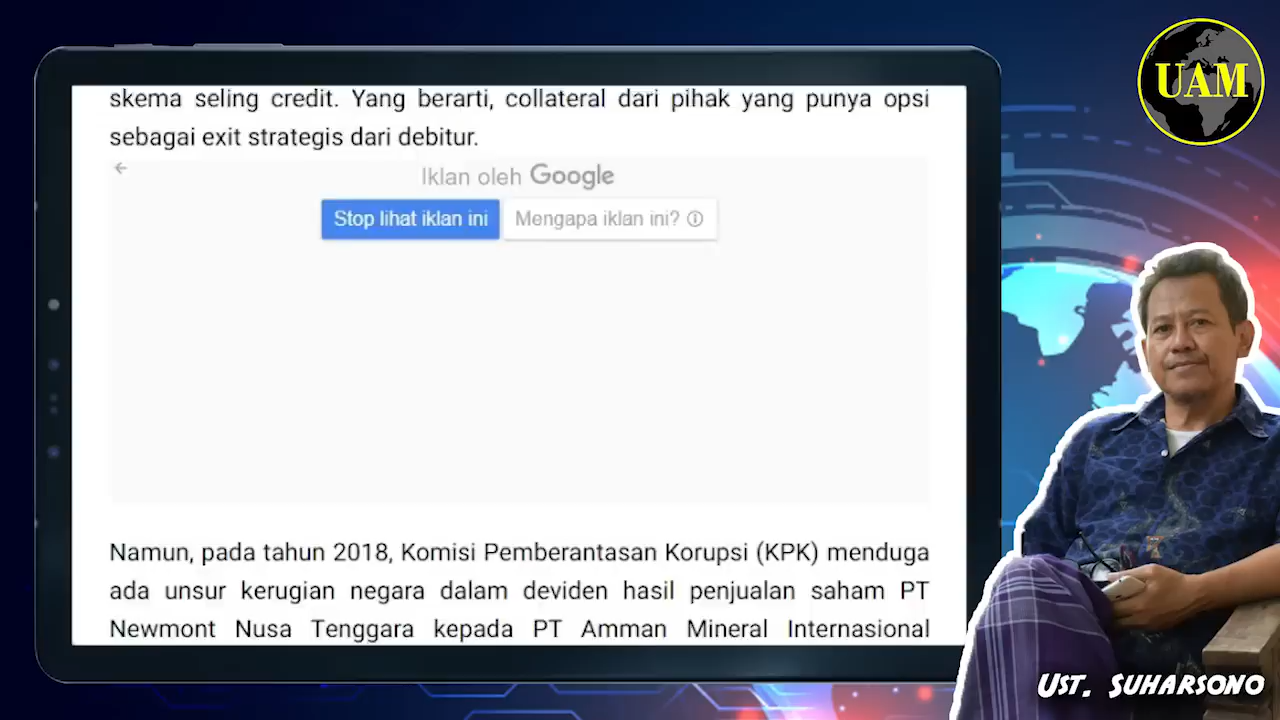 skema seling credit. Yang berarti, collateral dari pihak yang punya opsi
sebagai exit strategis dari debitur.
Iklan oleh Google
Stop lihat iklan ini
Mengapa iklan ini?
Namun, pada tahun 2018, Komisi Pemberantasan Korupsi (KPK) menduga
ada unsur kerugian negara dalam deviden hasil penjualan saham PT
Newmont Nusa Tenggara kepada PT Amman Mineral Internasional
UAM
UST. SUHARSONO